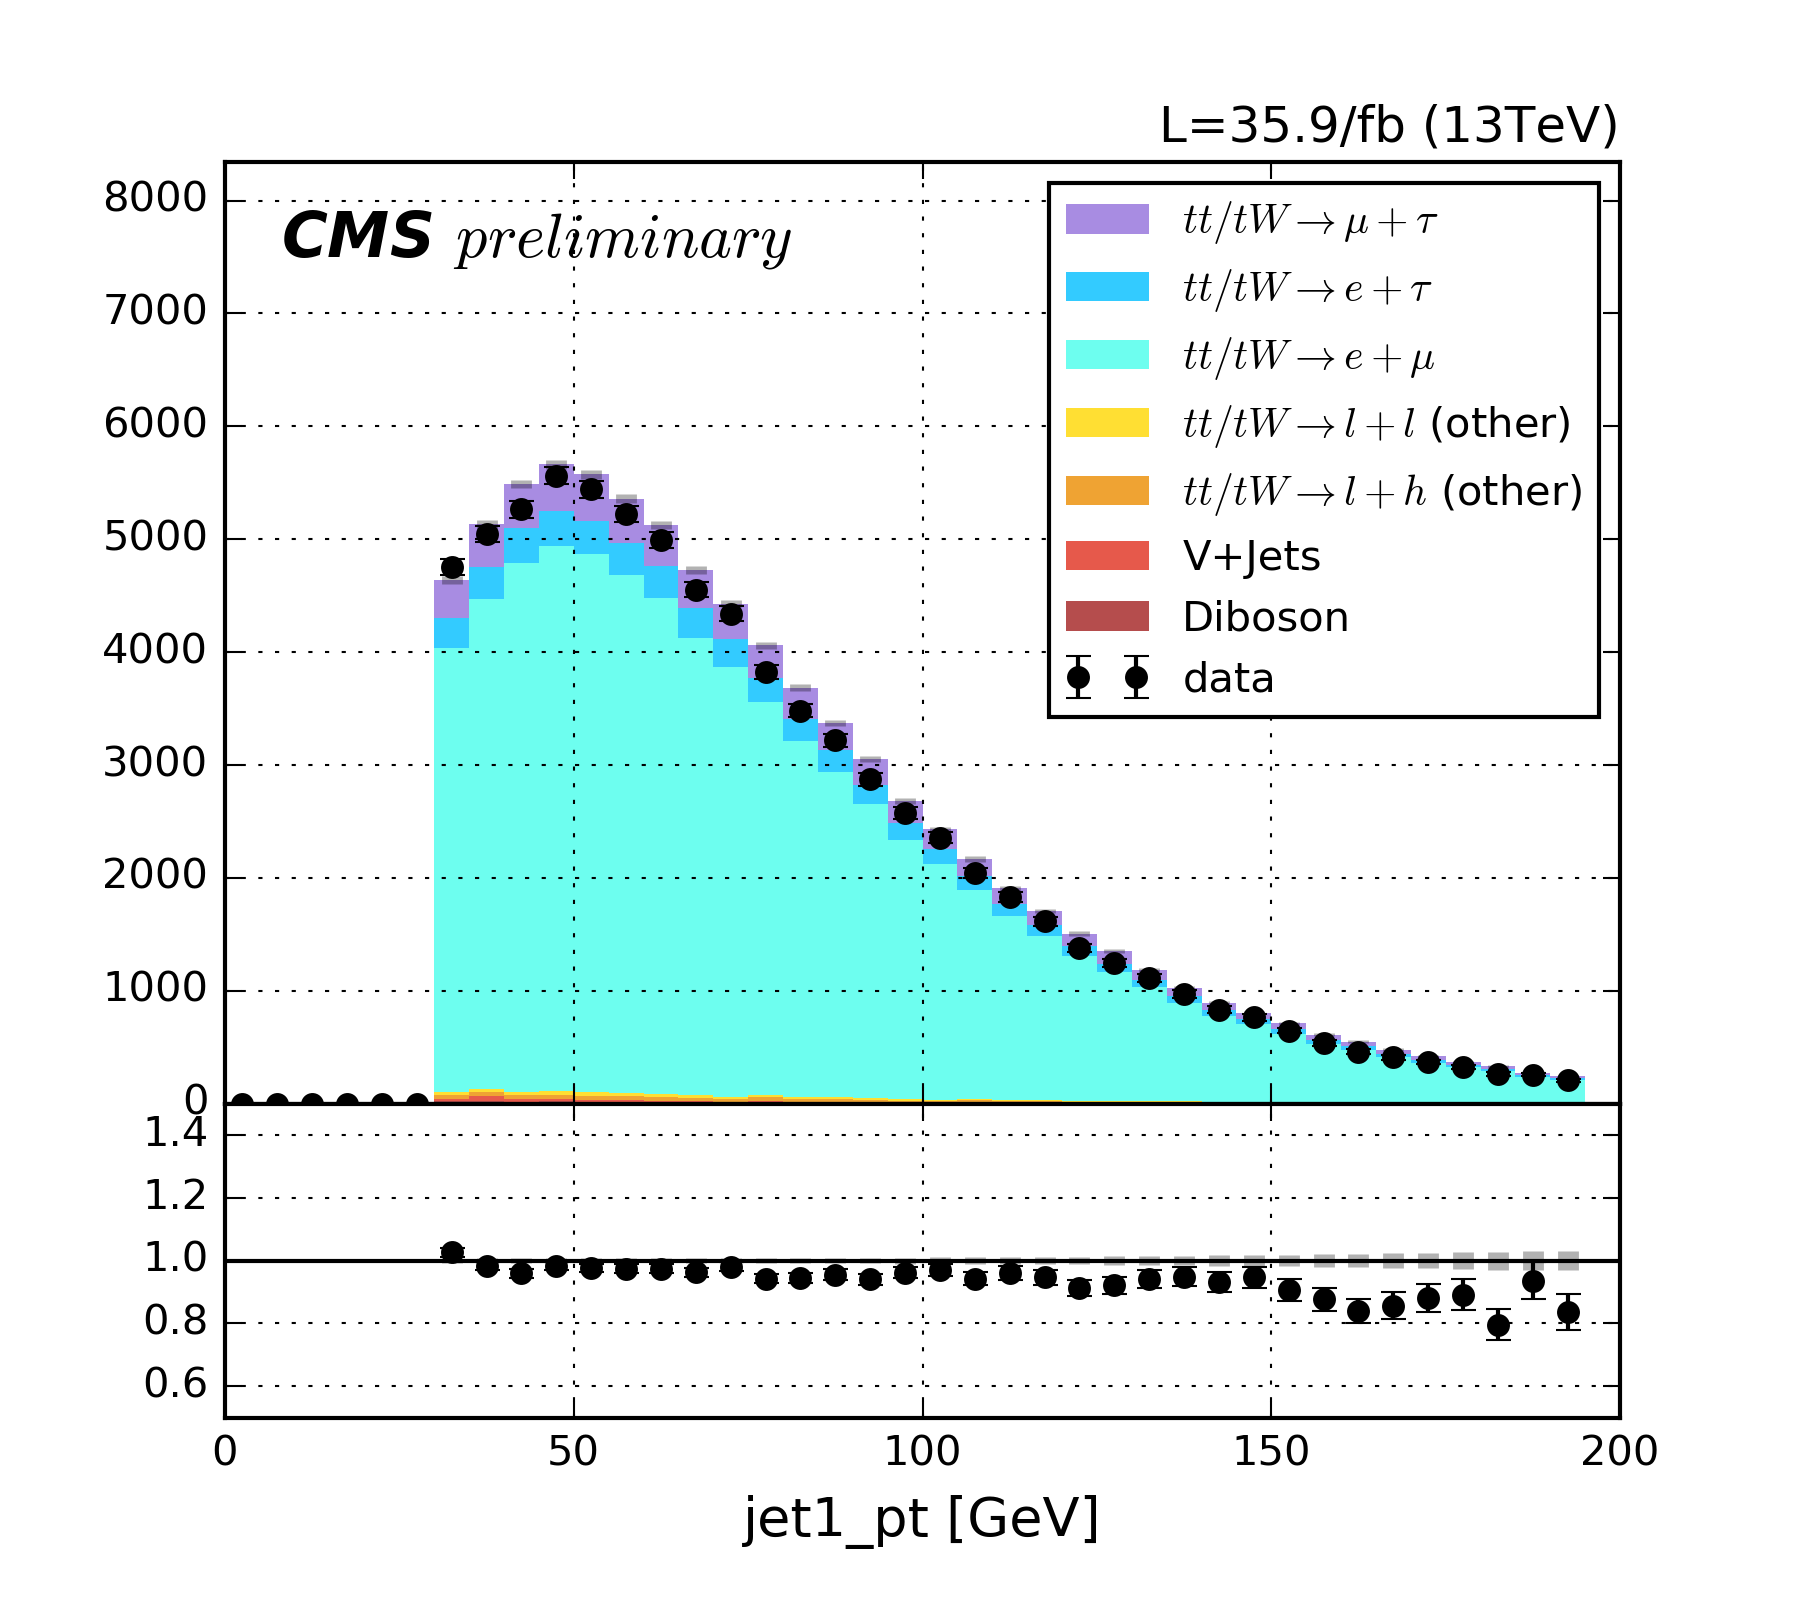 L=35.9/fb (13TeV)
CMS preliminary
8000
7000
6000
5000
4000
3000
2000
1000
0
tt/tW → μ + τ
tt/tW → e + τ
tt/tW → e + μ
tt/tW → l + l (other)
tt/tW → l + h (other)
V+Jets
Diboson
data
1.4
1.2
1.0
0.8
0.6
0 50 100 150 200
jet1_pt [GeV]